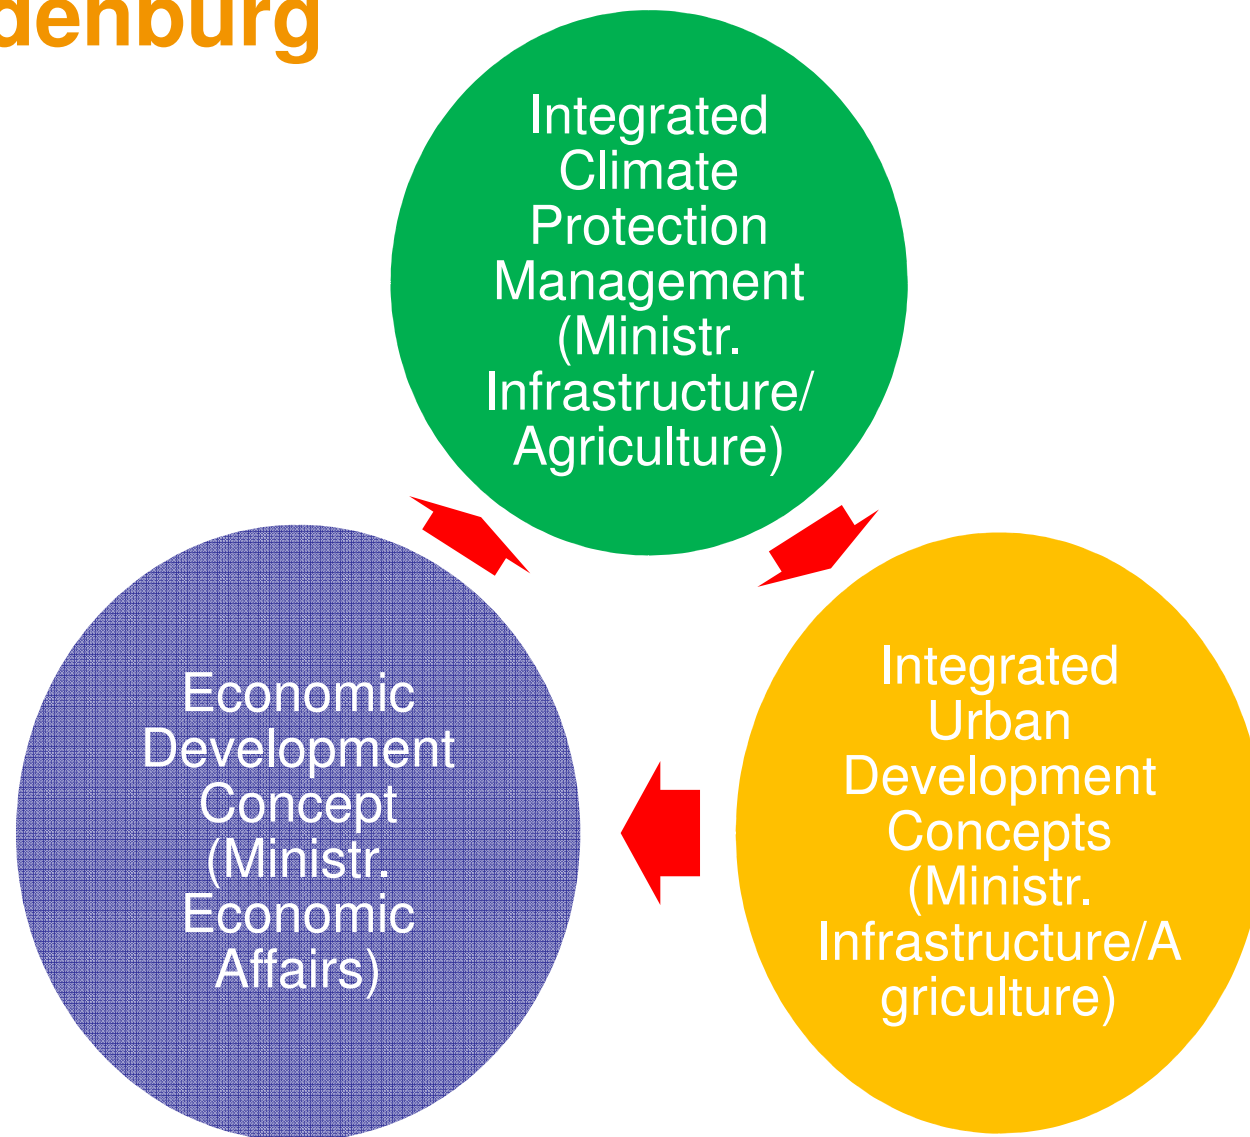 denburg
Integrated
Climate
Protection
Management
(Ministr.
Infrastructure/
Agriculture)
Economic
Development
Concept
(Ministr.
Economic
Affairs)
Integrated
Urban
Development
Concepts
(Ministr.
Infrastructure/A
griculture)